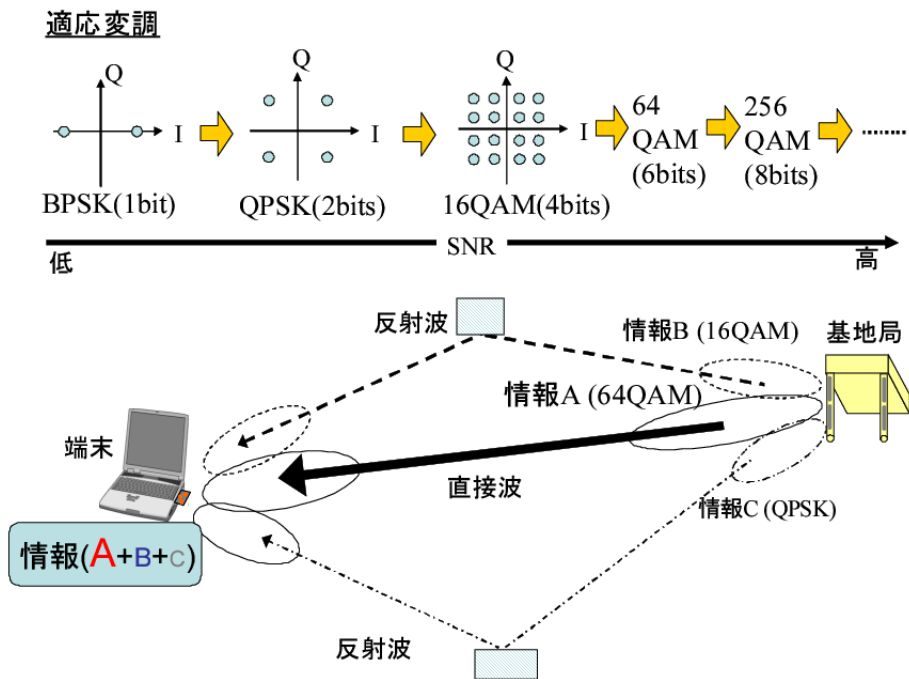 適応変調
Q
I
BPSK(1bit)
Q
I
QPSK(2bits)
Q
I
16QAM(4bits)
64
QAM
(6bits)
256
QAM
(8bits)
........
SNR
低
高
反射波
情報B (16QAM)
基地局
情報A (64QAM)
端末
直接波
情報C (QPSK)
情報(A+B+C)
反射波